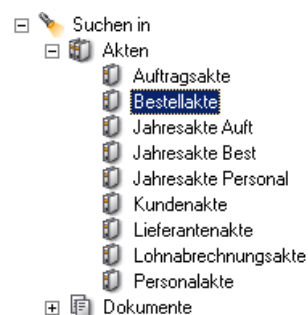 Suchen in
Akten
Auftragsakte
Bestellakte
Jahresakte Auft
Jahresakte Best
Jahresakte Personal
Kundenakte
Lieferantenakte
Lohnabrechnungsakte
Personalakte
Dokumente